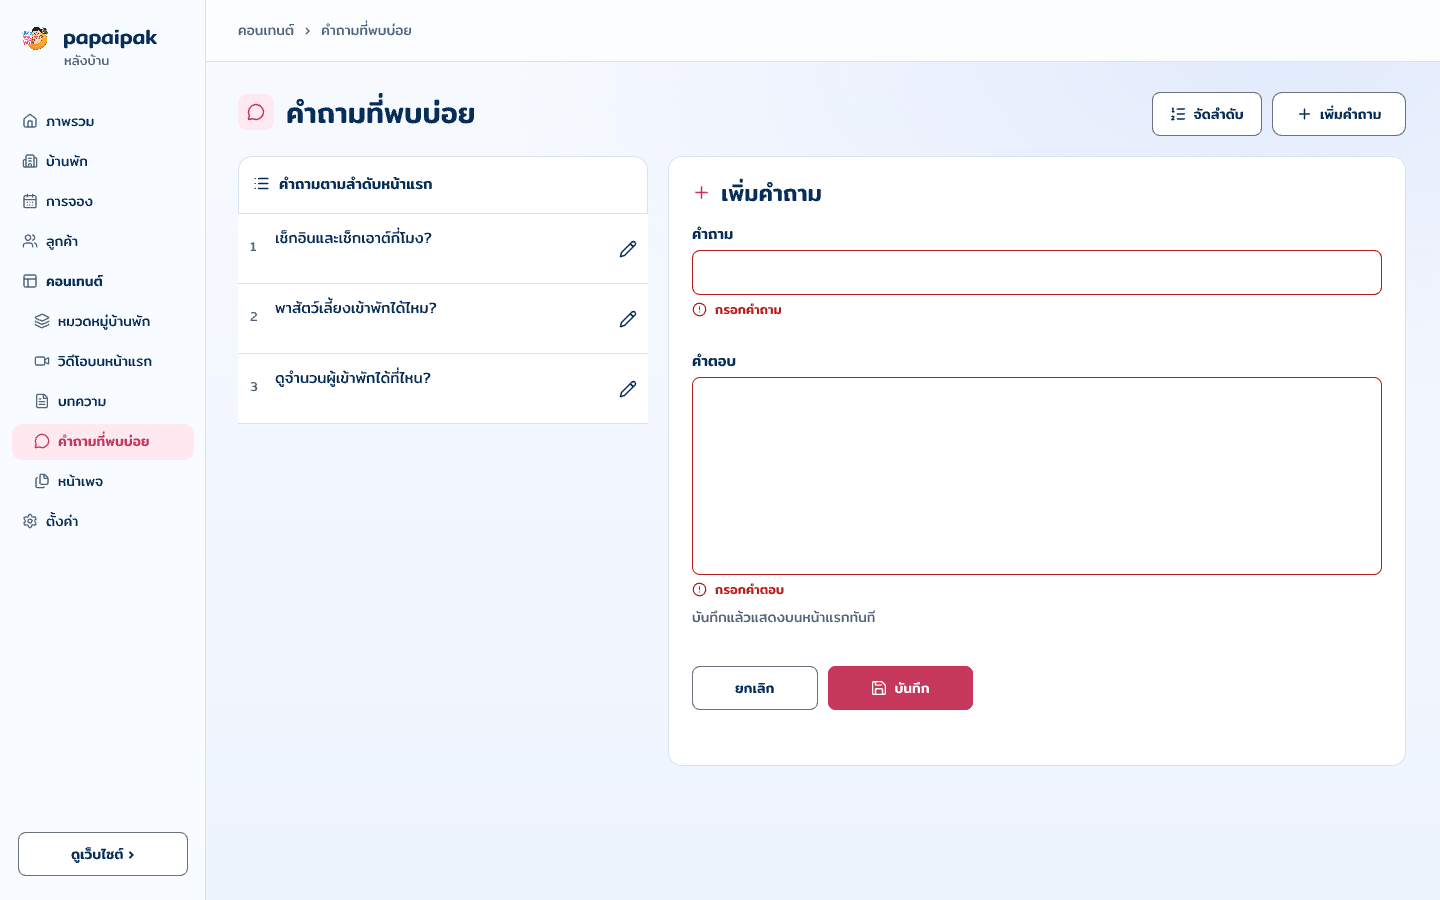 papaipak
หลังบ้าน
ภาพรวม
บ้านพัก
การจอง
ลูกค้า
คอนเทนต์
หมวดหมู่บ้านพัก
วิดีโอบนหน้าแรก
บทความ
คำถามที่พบบ่อย
หน้าเพจ
ตั้งค่า
ดูเว็บไซต์ ›
คอนเทนต์ › คำถามที่พบบ่อย
คำถามที่พบบ่อย
จัดลำดับ
เพิ่มคำถาม
คำถามตามลำดับหน้าแรก
1 เช็กอินและเช็กเอาต์กี่โมง?
2 พาสัตว์เลี้ยงเข้าพักได้ไหม?
3 ดูจำนวนผู้เข้าพักได้ที่ไหน?
เพิ่มคำถาม
คำถาม
กรอกคำถาม
คำตอบ
กรอกคำตอบ
บันทึกแล้วแสดงบนหน้าแรกทันที
ยกเลิก
บันทึก